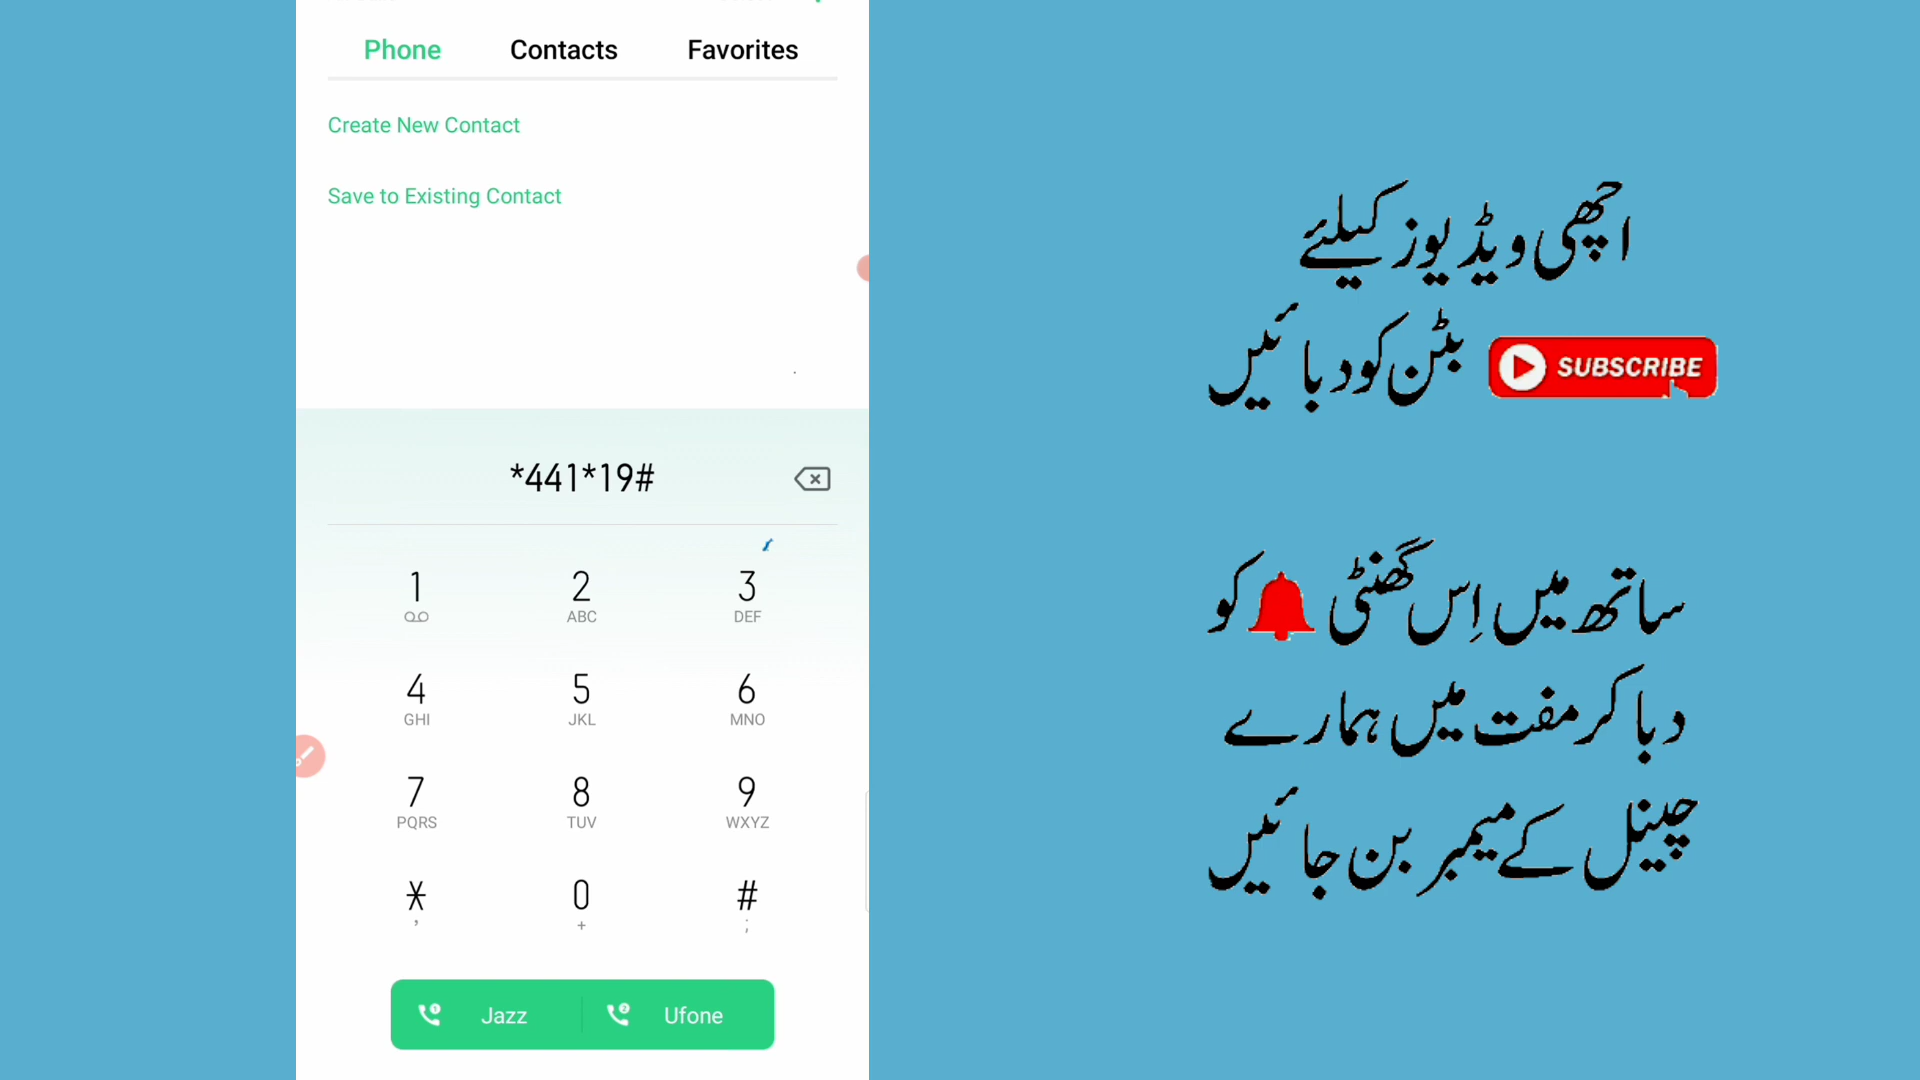 Phone Contacts Favorites
Create New Contact
Save to Existing Contact
*441*19#
1 2 ABC 3 DEF
4 GHI 5 JKL 6 MNO
7 PQRS 8 TUV 9 WXYZ
* , 0 + # ;
Jazz Ufone
اچھی ویڈیوز کیلئے
SUBSCRIBE بٹن کو دبائیں
ساتھ میں اِس گھنٹی کو
دبا کر مفت میں ہمارے
چینل کے میمبر بن جائیں